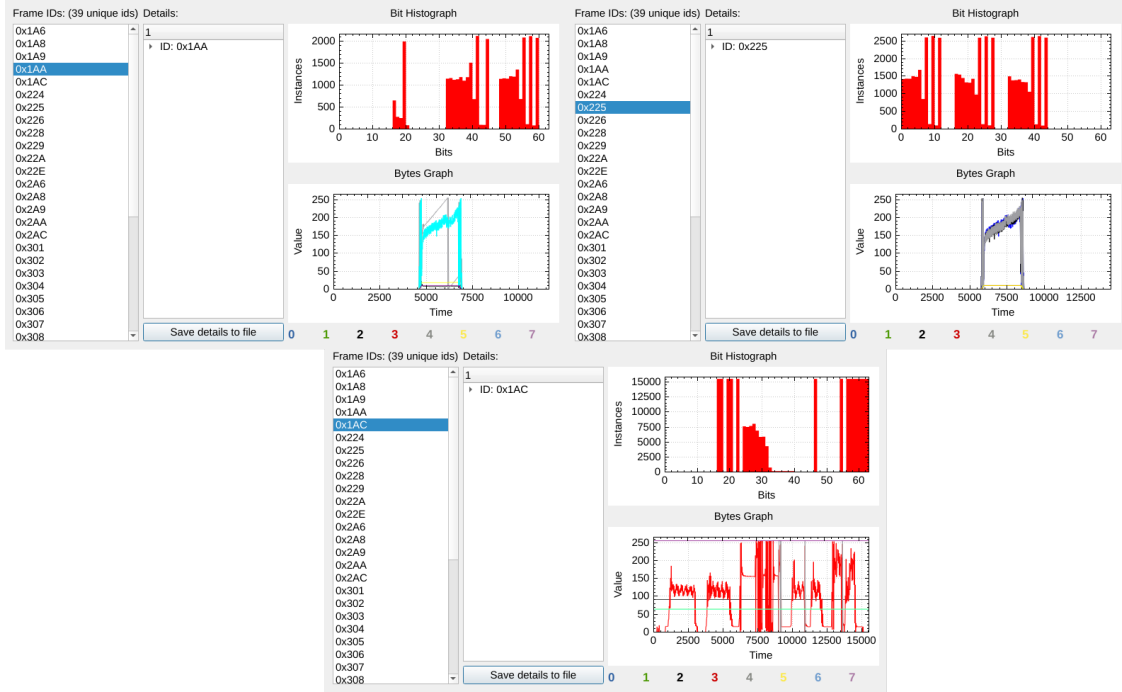 Frame IDs: (39 unique ids) Details:
0x1A6
0x1A8
0x1A9
0x1AA
0x1AC
0x224
0x225
0x226
0x228
0x229
0x22A
0x22E
0x2A6
0x2A8
0x2A9
0x2AA
0x2AC
0x301
0x302
0x303
0x304
0x305
0x306
0x307
0x308
1
ID: 0x1AA
Save details to file
Bit Histogram
Instances
2000
1500
1000
500
0
0 10 20 30 40 50 60
Bits
Bytes Graph
Value
250
200
150
100
50
0
0 2500 5000 7500 10000
Time
0 1 2 3 4 5 6 7
Frame IDs: (39 unique ids) Details:
0x1A6
0x1A8
0x1A9
0x1AA
0x1AC
0x224
0x225
0x226
0x228
0x229
0x22A
0x22E
0x2A6
0x2A8
0x2A9
0x2AA
0x2AC
0x301
0x302
0x303
0x304
0x305
0x306
0x307
0x308
1
ID: 0x225
Save details to file
Bit Histogram
Instances
2500
2000
1500
1000
500
0
0 10 20 30 40 50 60
Bits
Bytes Graph
Value
250
200
150
100
50
0
0 2500 5000 7500 10000 12500
Time
0 1 2 3 4 5 6 7
Frame IDs: (39 unique ids) Details:
0x1A6
0x1A8
0x1A9
0x1AA
0x1AC
0x224
0x225
0x226
0x228
0x229
0x22A
0x22E
0x2A6
0x2A8
0x2A9
0x2AA
0x2AC
0x301
0x302
0x303
0x304
0x305
0x306
0x307
0x308
1
ID: 0x1AC
Save details to file
Bit Histogram
Instances
15000
12500
10000
7500
5000
2500
0
0 10 20 30 40 50 60
Bits
Bytes Graph
Value
250
200
150
100
50
0
0 2500 5000 7500 10000 12500 15000
Time
0 1 2 3 4 5 6 7